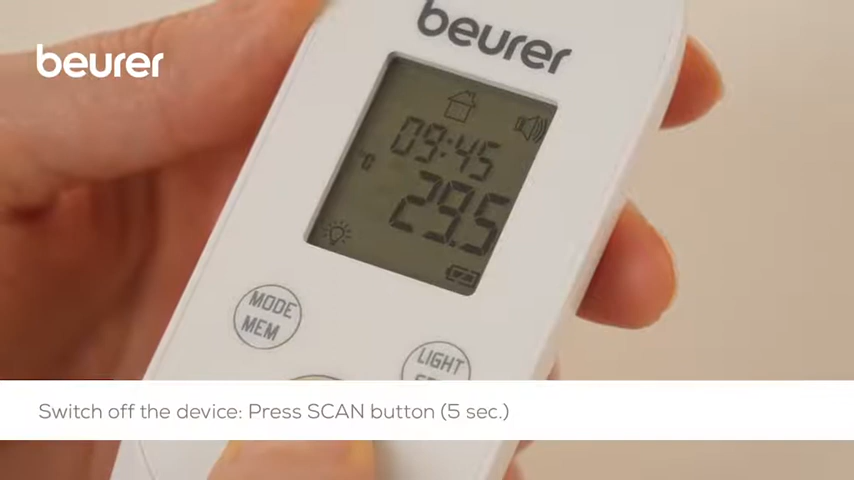 beurer
beurer
09:45
°C
29.5
MODE
MEM
LIGHT
Switch off the device: Press SCAN button (5 sec.)